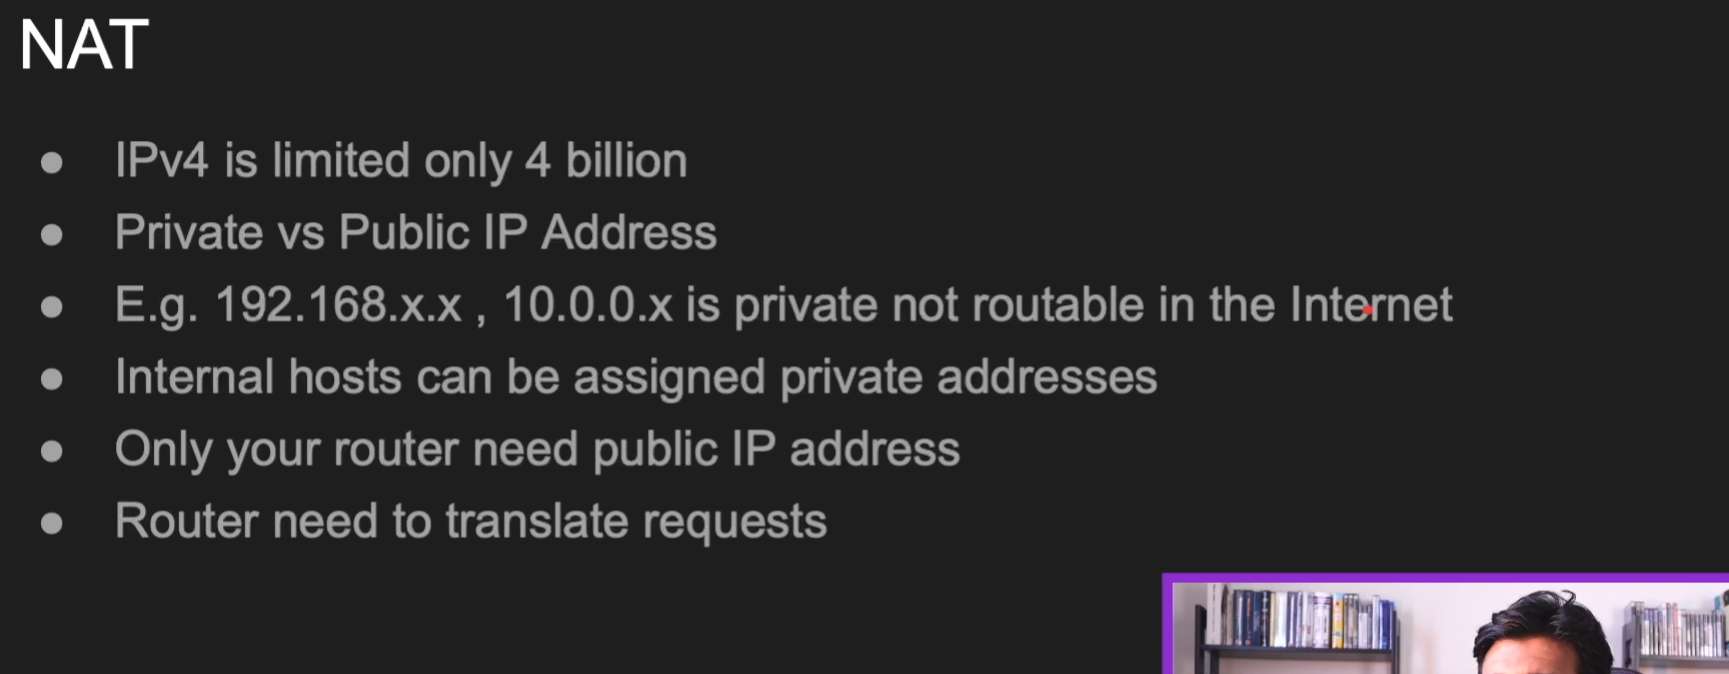 NAT
● IPv4 is limited only 4 billion
● Private vs Public IP Address
● E.g. 192.168.x.x , 10.0.0.x is private not routable in the Internet
● Internal hosts can be assigned private addresses
● Only your router need public IP address
● Router need to translate requests